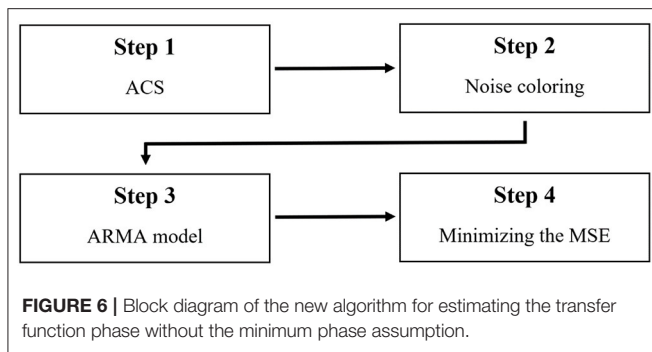 Step 1
ACS
Step 2
Noise coloring
Step 3
ARMA model
Step 4
Minimizing the MSE
FIGURE 6 | Block diagram of the new algorithm for estimating the transfer
function phase without the minimum phase assumption.